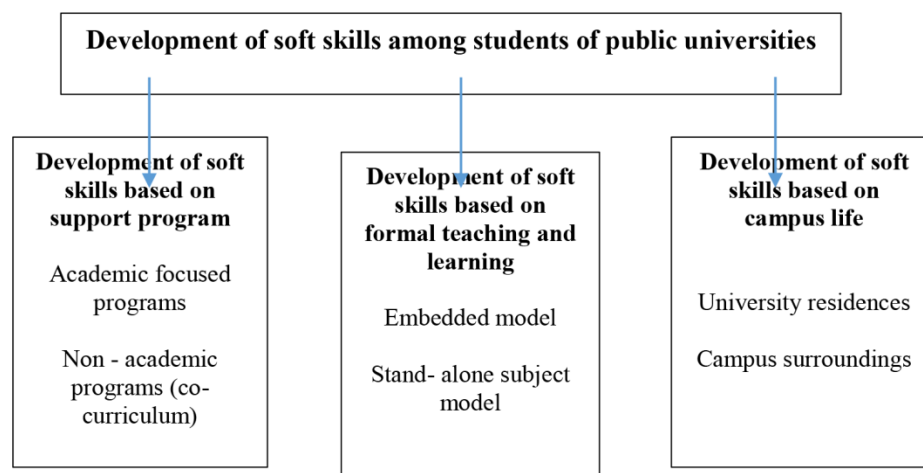 Development of soft skills among students of public universities
Development of soft
skills based on
support program
Academic focused
programs
Non - academic
programs (co-
curriculum)
Development of soft
skills based on
formal teaching and
learning
Embedded model
Stand- alone subject
model
Development of soft
skills based on
campus life
University residences
Campus surroundings